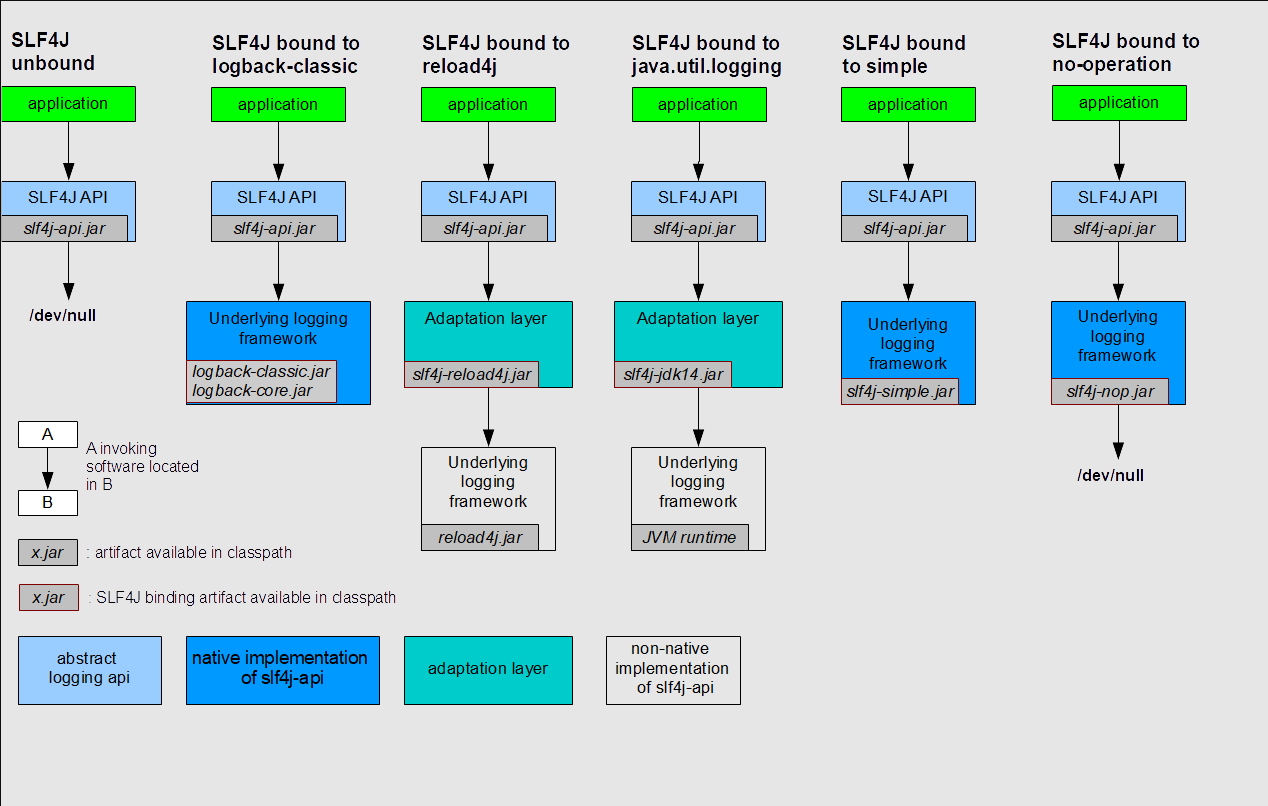 SLF4J
unbound
application
SLF4J API
slf4j-api.jar
/dev/null
SLF4J bound to
logback-classic
application
SLF4J API
slf4j-api.jar
Underlying logging
framework
logback-classic.jar
logback-core.jar
SLF4J bound to
reload4j
application
SLF4J API
slf4j-api.jar
Adaptation layer
slf4j-reload4j.jar
Underlying
logging
framework
reload4j.jar
SLF4J bound to
java.util.logging
application
SLF4J API
slf4j-api.jar
Adaptation layer
slf4j-jdk14.jar
Underlying
logging
framework
JVM runtime
SLF4J bound
to simple
application
SLF4J API
slf4j-api.jar
Underlying
logging
framework
slf4j-simple.jar
SLF4J bound to
no-operation
application
SLF4J API
slf4j-api.jar
Underlying
logging
framework
slf4j-nop.jar
/dev/null
A
B
A invoking
software located
in B
x.jar : artifact available in classpath
x.jar : SLF4J binding artifact available in classpath
abstract
logging api
native implementation
of slf4j-api
adaptation layer
non-native
implementation
of slf4j-api